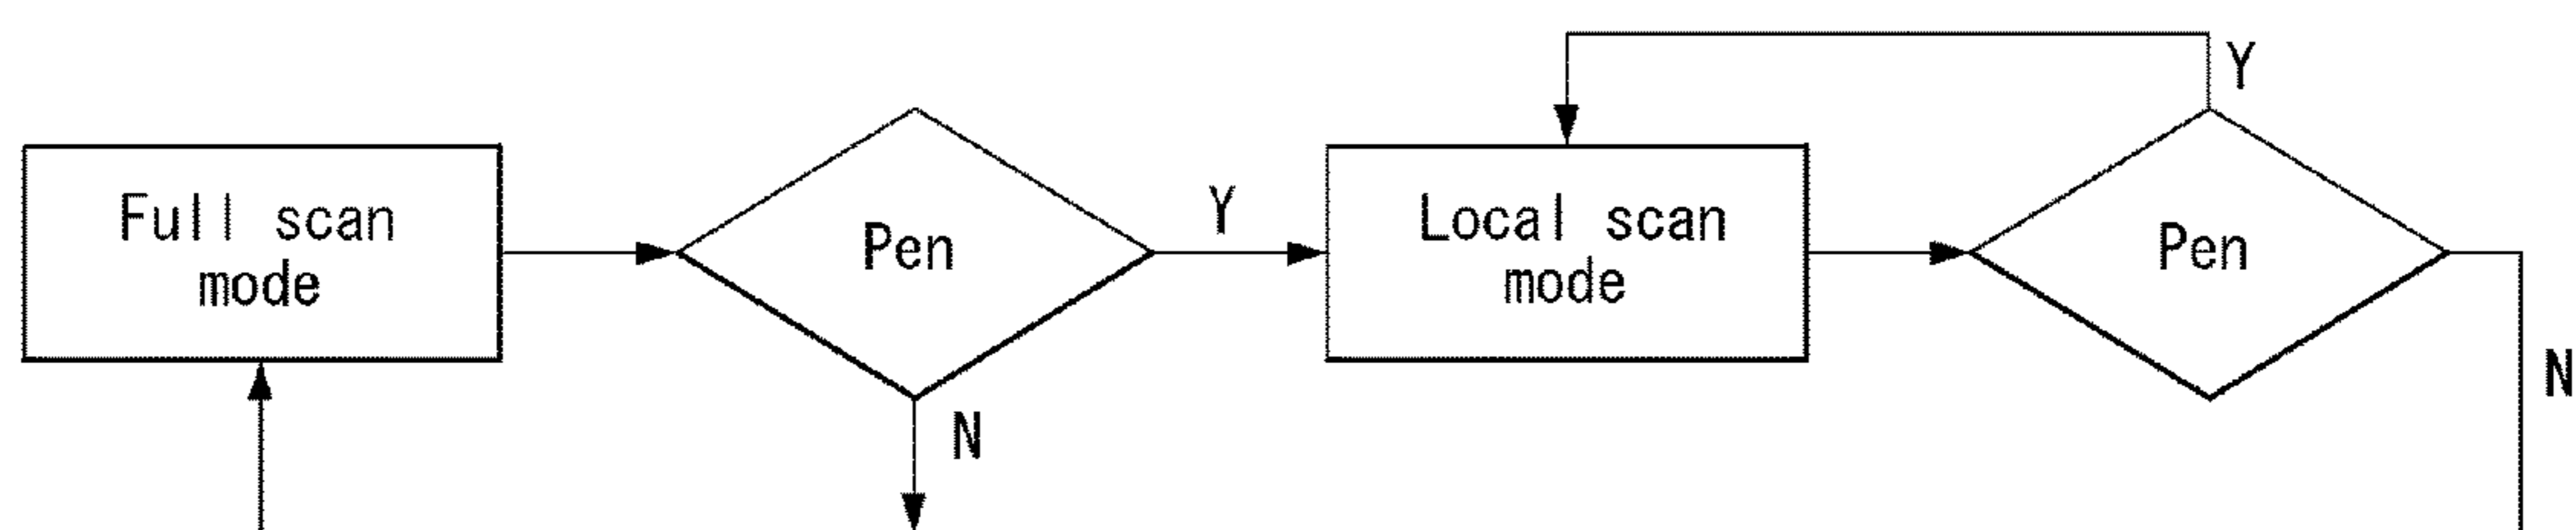 Full scan
mode
Pen
Y
N
Local scan
mode
Pen
Y
N